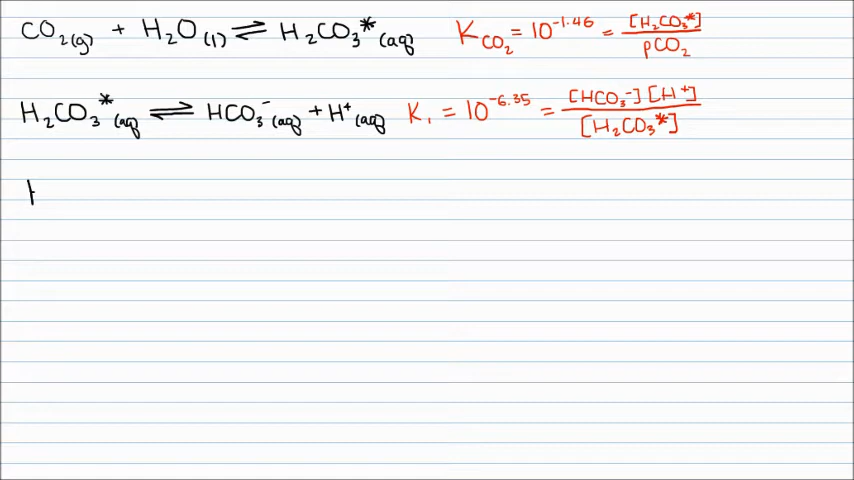 CO₂(g) + H₂O(l) ⇌ H₂CO₃*(aq) K_CO₂ = 10^-1.46 = [H₂CO₃*] / pCO₂
H₂CO₃*(aq) ⇌ HCO₃⁻(aq) + H⁺(aq) K₁ = 10^-6.35 = [HCO₃⁻][H⁺] / [H₂CO₃*]